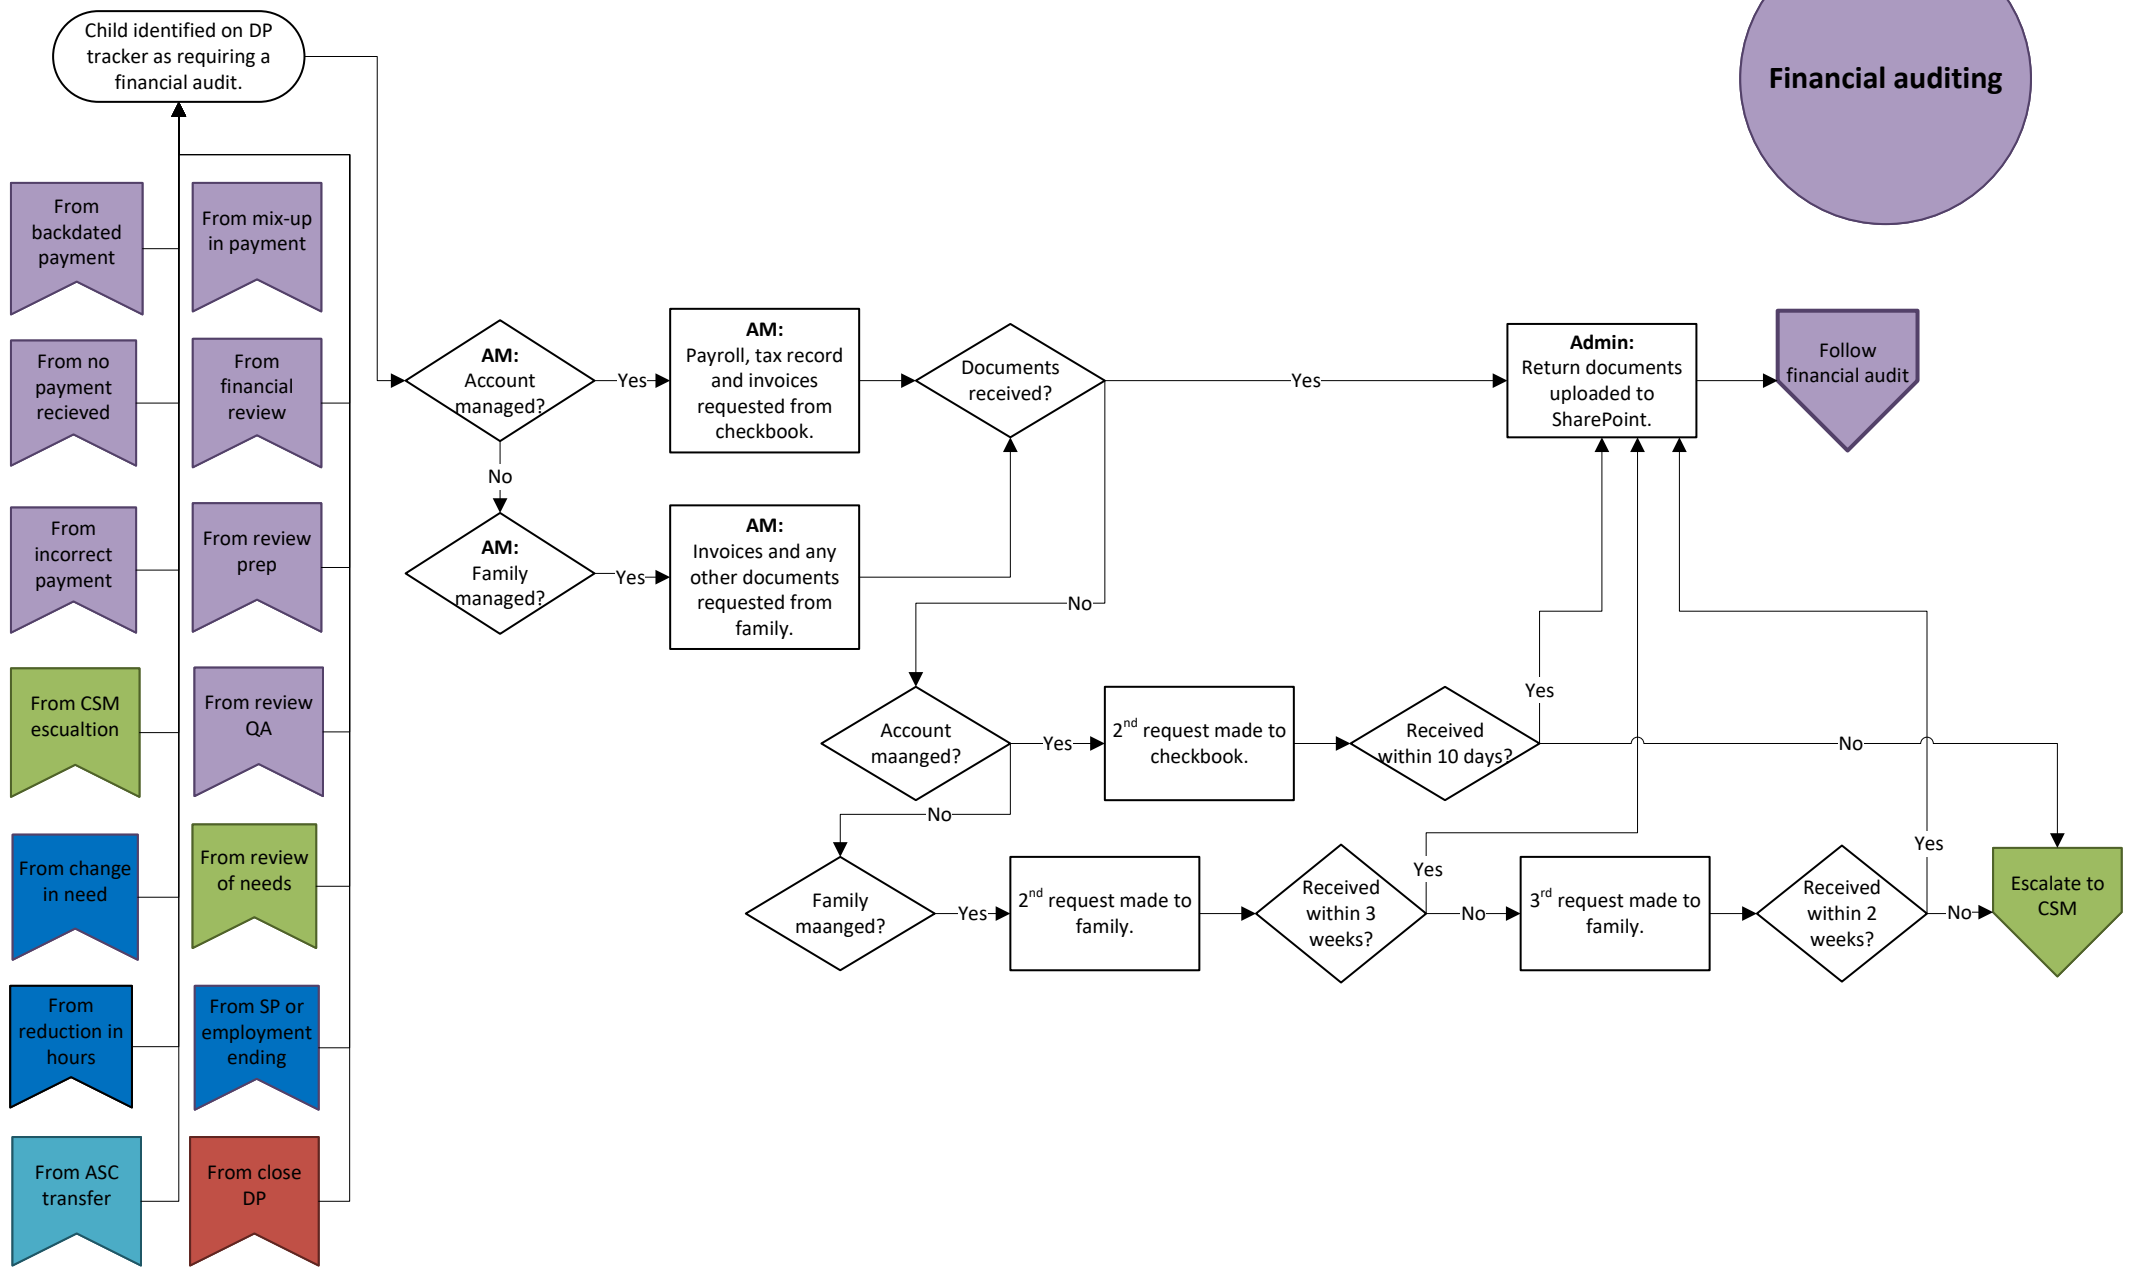 Child identified on DP
tracker as requiring a
financial audit.
Financial auditing
From
backdated
payment
From mix-up
in payment
From no
payment
recieved
From
financial
review
From
incorrect
payment
From review
prep
From CSM
escualtion
From review
QA
From change
in need
From review
of needs
From
reduction in
hours
From SP or
employment
ending
From ASC
transfer
From close
DP
AM:
Account
managed?
Yes
No
AM:
Payroll, tax record
and invoices
requested from
checkbook.
Documents
received?
Yes
Admin:
Return documents
uploaded to
SharePoint.
Follow
financial audit
AM:
Family
managed?
Yes
AM:
Invoices and any
other documents
requested from
family.
No
Account
maanged?
Yes
No
2nd request made to
checkbook.
Received
within 10 days?
Yes
No
Family
maanged?
Yes
2nd request made to
family.
Received
within 3
weeks?
Yes
No
3rd request made to
family.
Received
within 2
weeks?
Yes
No
Escalate to
CSM